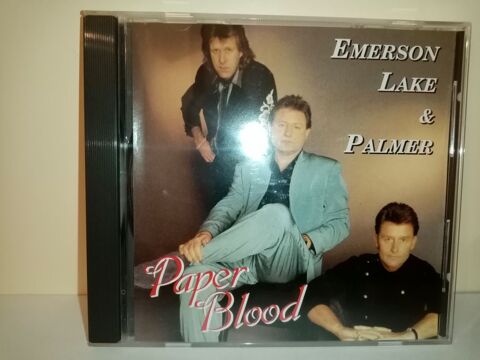 EMERSON
LAKE
&
PALMER
Paper
Blood